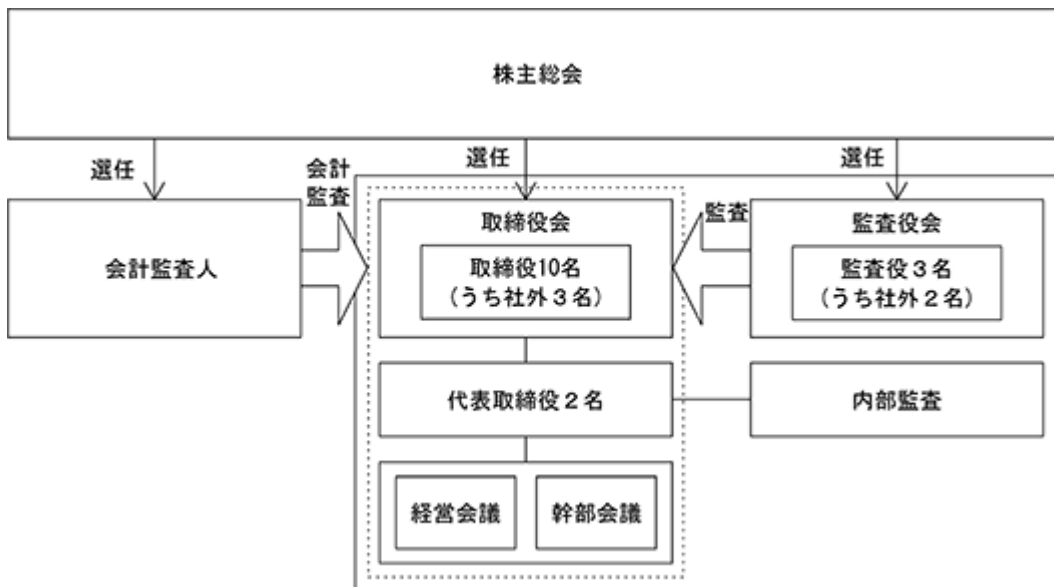 株主総会
選任
選任
選任
会計
監査
監査
会計監査人
取締役会
取締役10名
(うち社外3名)
監査役会
監査役3名
(うち社外2名)
代表取締役2名
内部監査
経営会議
幹部会議